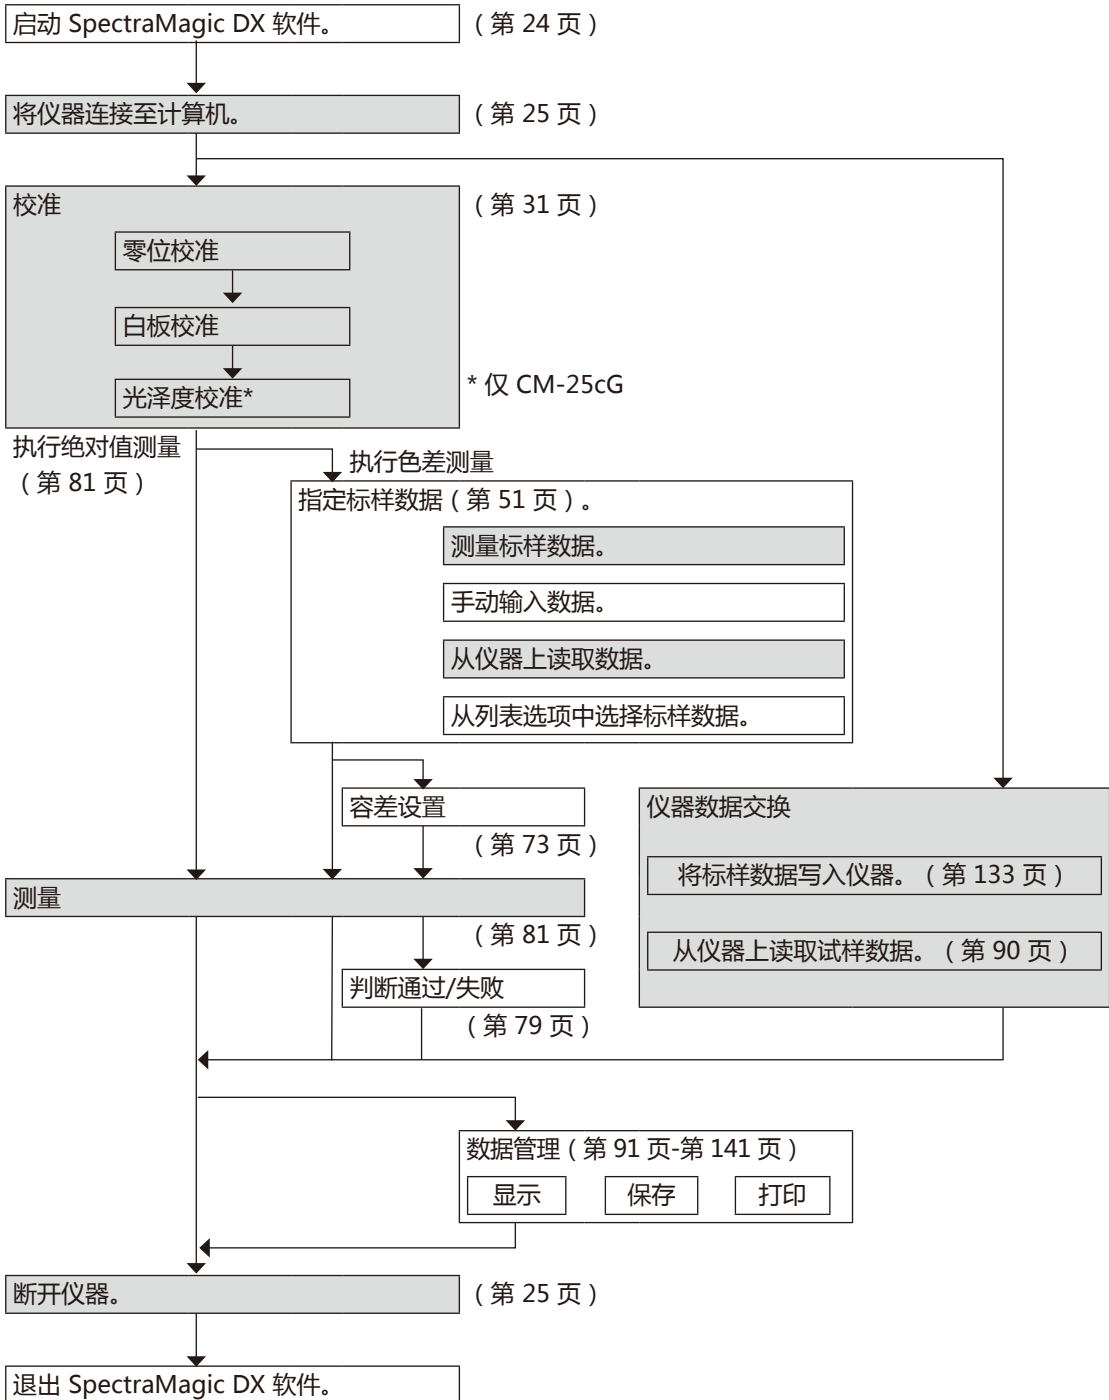 启动 SpectraMagic DX 软件。
（第 24 页）
将仪器连接至计算机。
（第 25 页）
校准
（第 31 页）
零位校准
白板校准
光泽度校准*
* 仅 CM-25cG
执行绝对值测量
（第 81 页）
执行色差测量
指定标样数据（第 51 页）。
测量标样数据。
手动输入数据。
从仪器上读取数据。
从列表选项中选择标样数据。
容差设置
（第 73 页）
仪器数据交换
将标样数据写入仪器。（第 133 页）
从仪器上读取试样数据。（第 90 页）
测量
（第 81 页）
判断通过/失败
（第 79 页）
数据管理（第 91 页-第 141 页）
显示
保存
打印
断开仪器。
（第 25 页）
退出 SpectraMagic DX 软件。